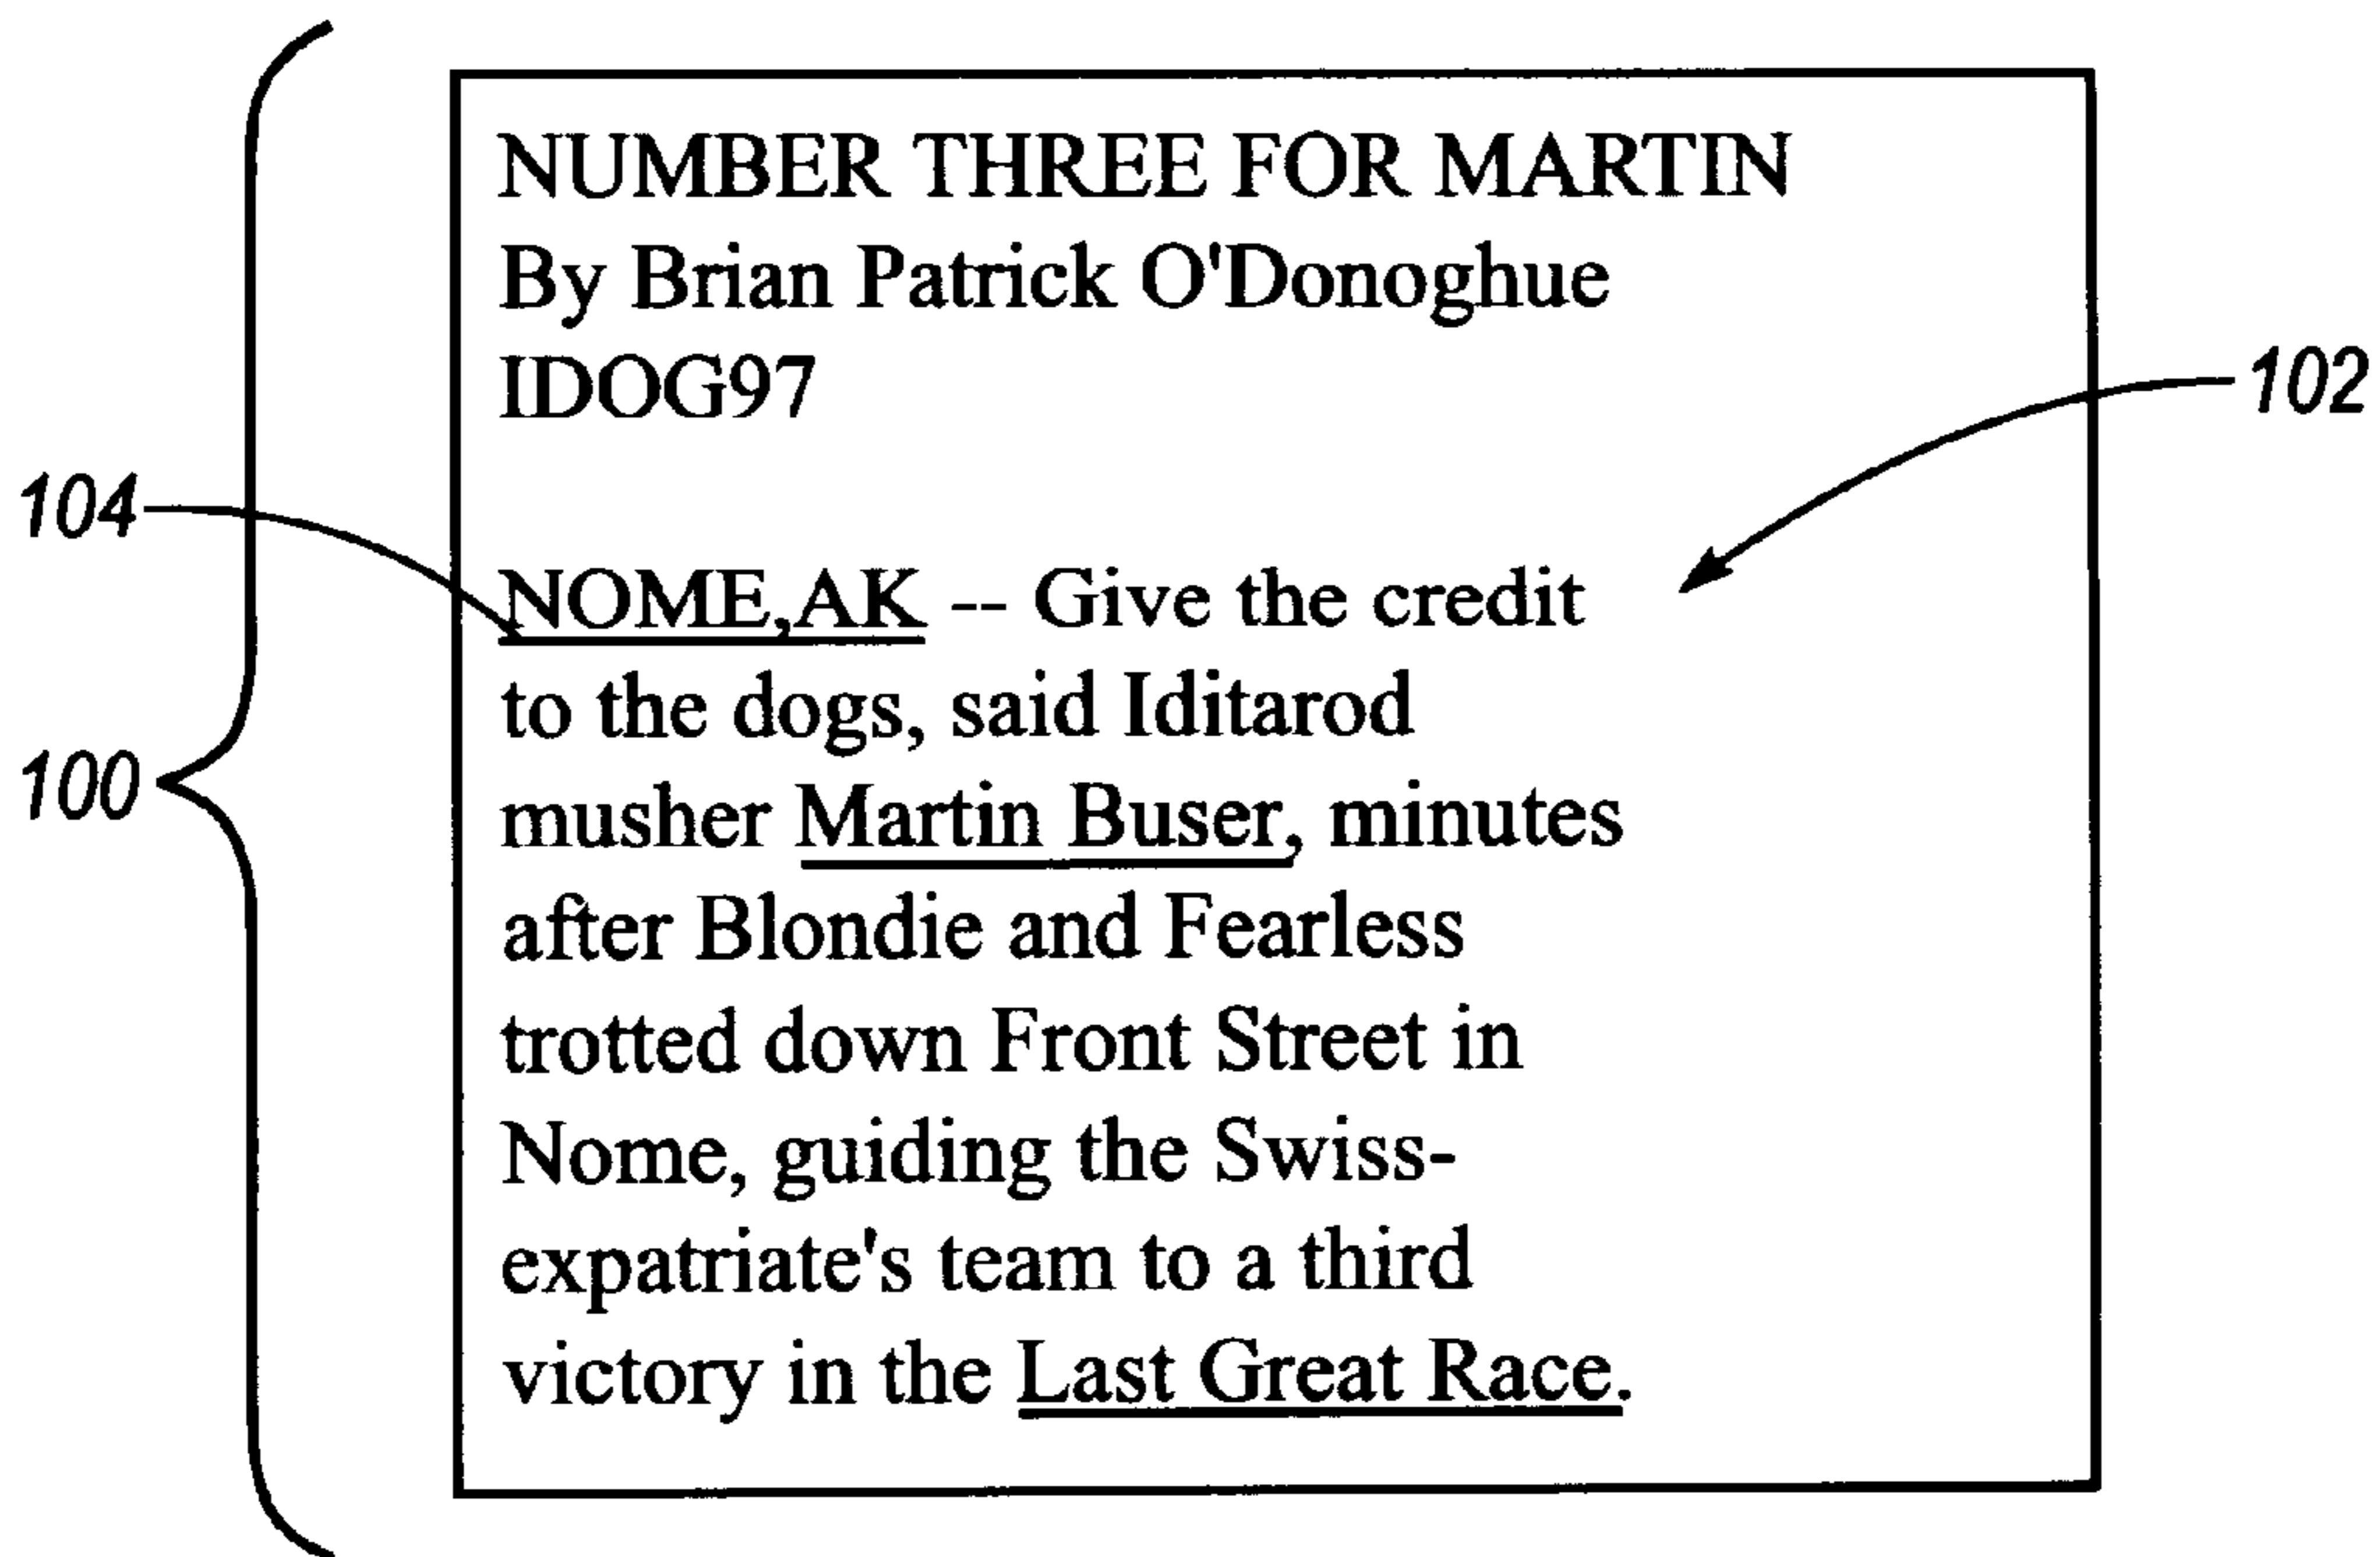 NUMBER THREE FOR MARTIN
By Brian Patrick O'Donoghue
IDOG97
102
104
NOME,AK -- Give the credit
to the dogs, said Iditarod
100
musher Martin Buser, minutes
after Blondie and Fearless
trotted down Front Street in
Nome, guiding the Swiss-
expatriate's team to a third
victory in the Last Great Race.